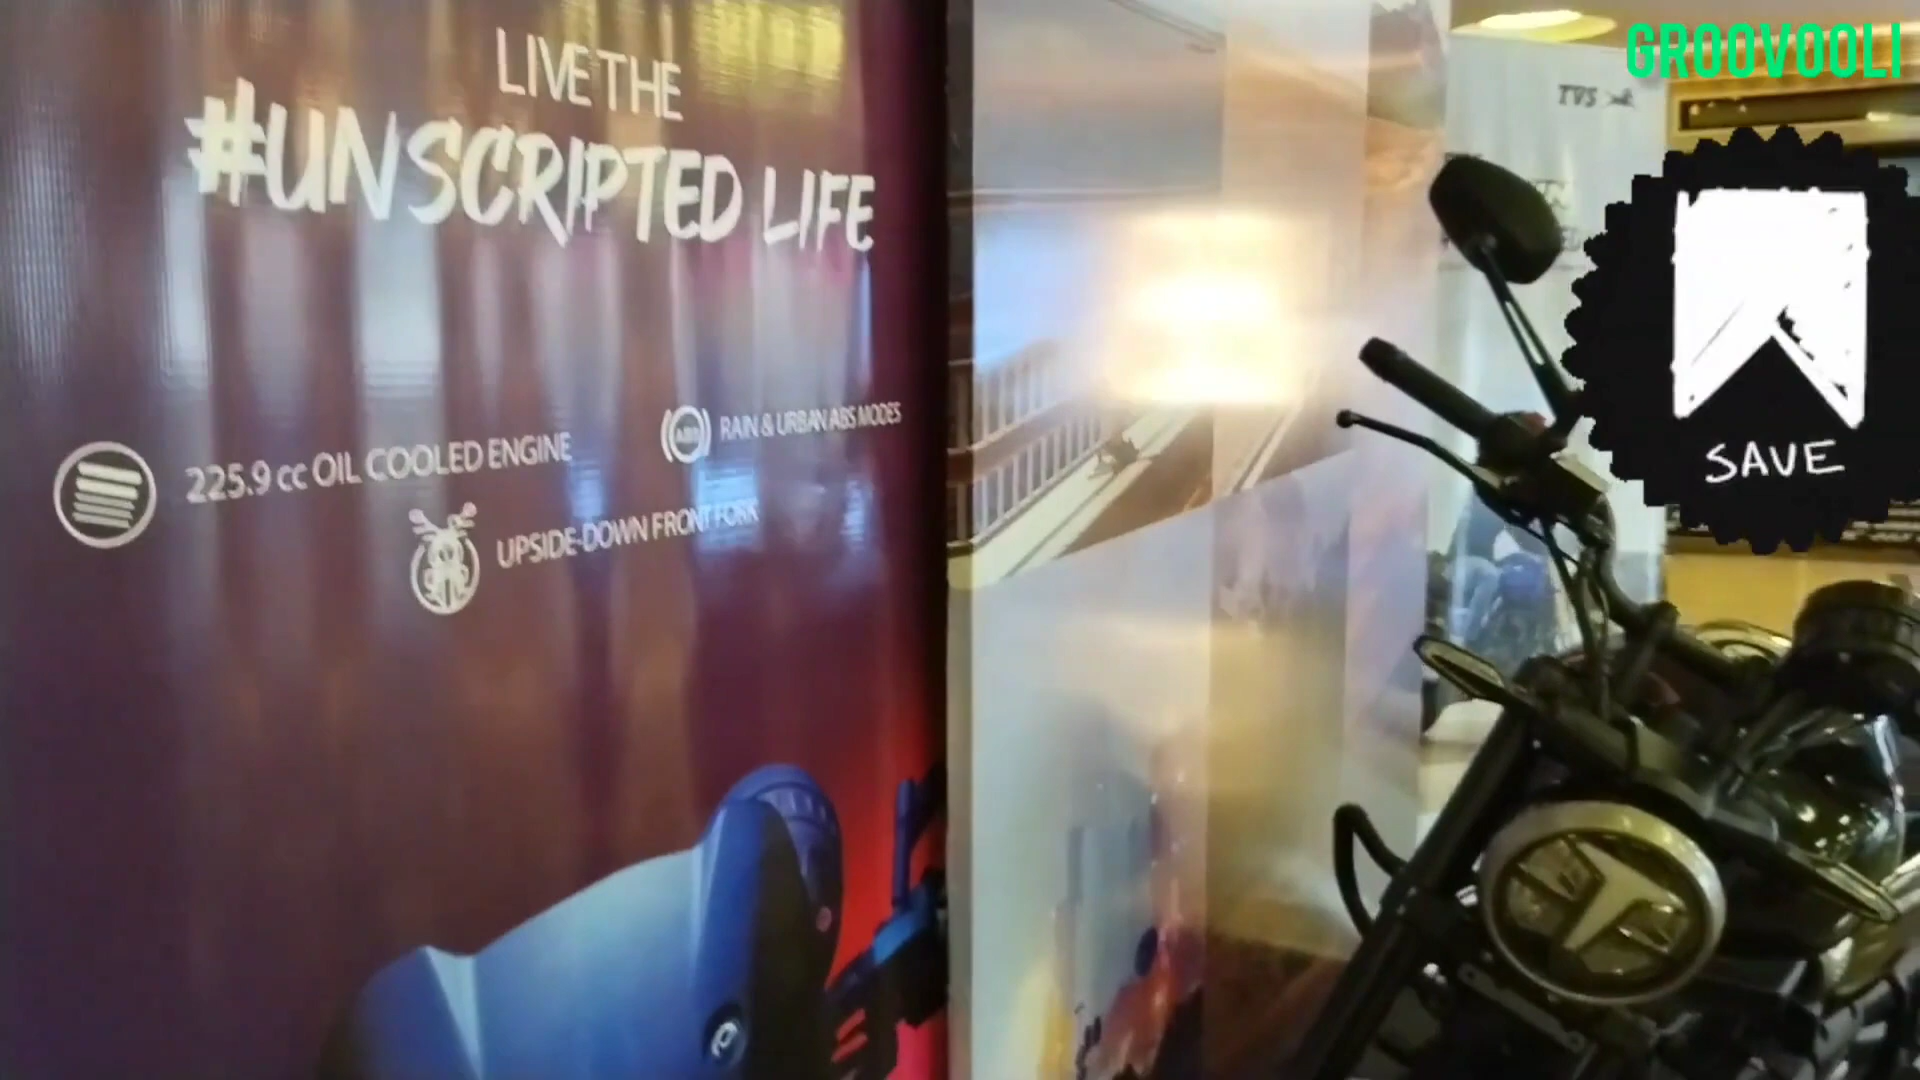 LIVE THE
#UNSCRIPTED LIFE
225.9 cc OIL COOLED ENGINE
ABS
RAIN & URBAN ABS MODES
UPSIDE-DOWN FRONT FORK
GROOVOOLI
TVS
SAVE